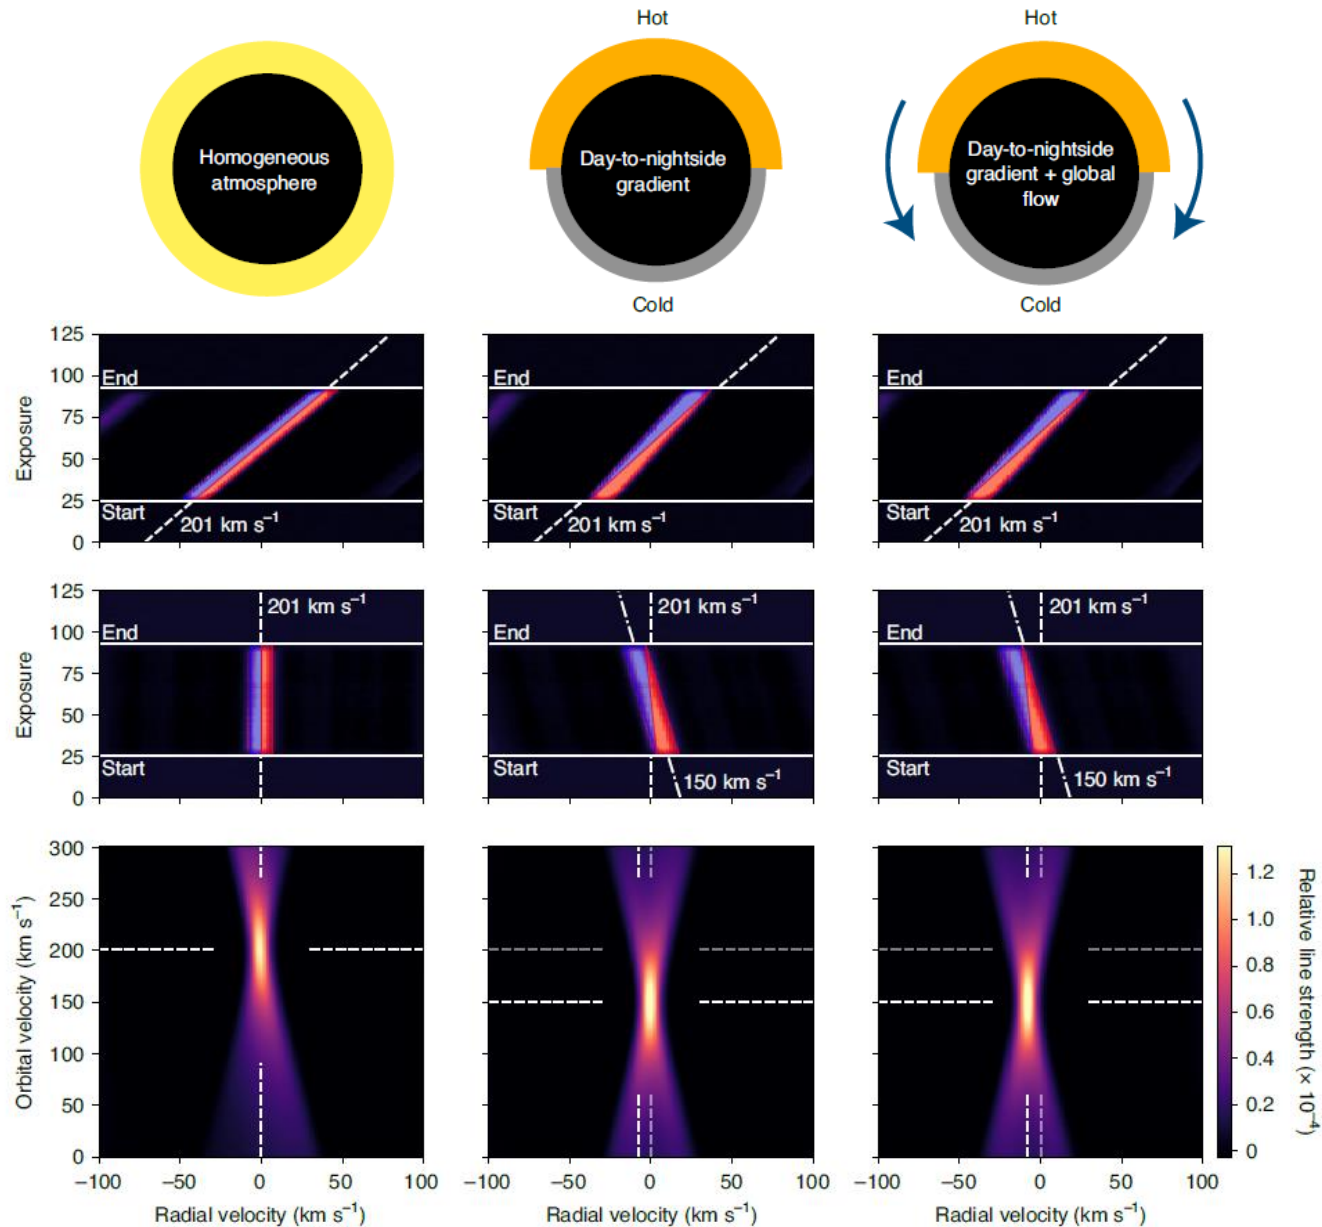 Hot
Hot
Homogeneous
atmosphere
Day-to-nightside
gradient
Day-to-nightside
gradient + global
flow
Cold
Cold
125
100
75
50
25
0
Exposure
End
Start
201 km s⁻¹
−50
0
50
100
End
Start
201 km s⁻¹
End
Start
201 km s⁻¹
125
100
75
50
25
0
Exposure
201 km s⁻¹
End
Start
201 km s⁻¹
End
Start
150 km s⁻¹
201 km s⁻¹
End
Start
150 km s⁻¹
300
250
200
150
100
50
0
Orbital velocity (km s⁻¹)
−100
−50
0
50
100
Radial velocity (km s⁻¹)
−100
−50
0
50
100
Radial velocity (km s⁻¹)
−100
−50
0
50
100
Radial velocity (km s⁻¹)
1.2
1.0
0.8
0.6
0.4
0.2
0
Relative line strength (× 10⁻⁴)